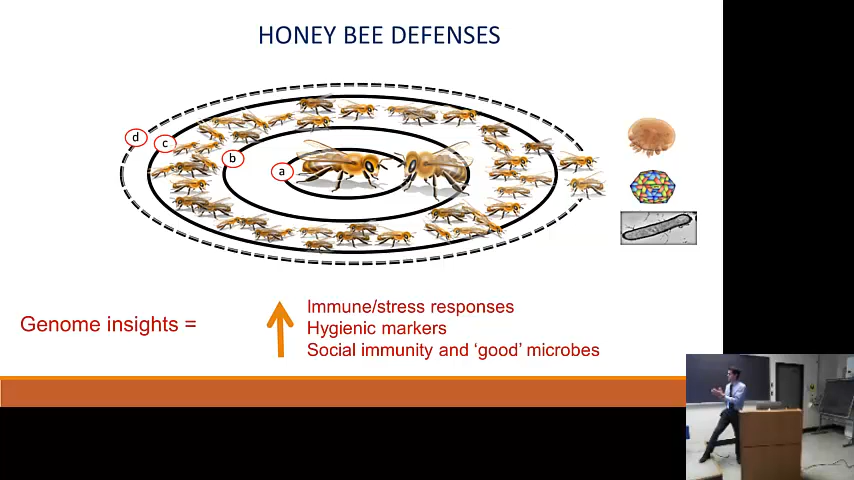 HONEY BEE DEFENSES
d
c
b
a
Genome insights =
Immune/stress responses
Hygienic markers
Social immunity and ‘good’ microbes